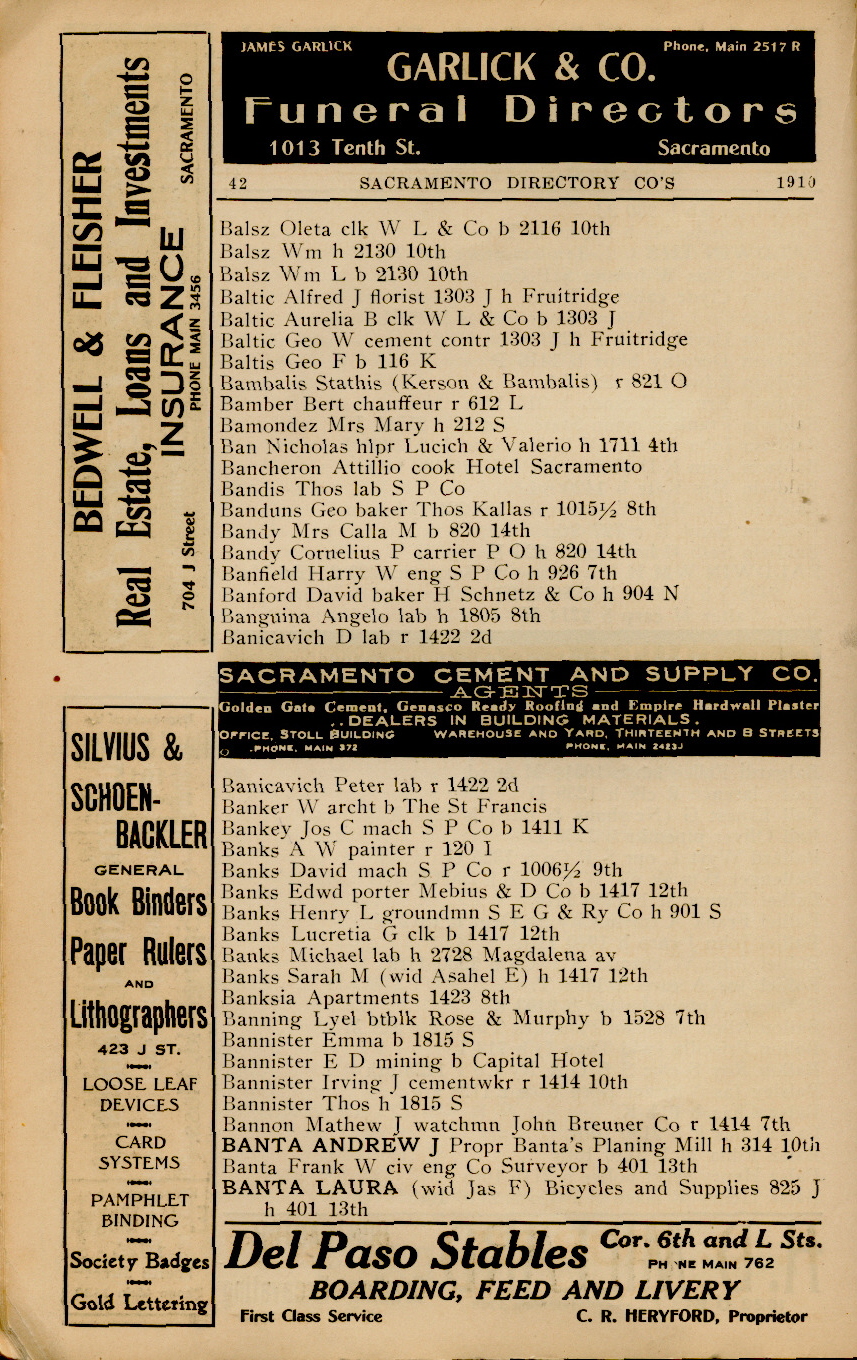 JAMES GARLICK Phone, Main 2517 R
GARLICK & CO.
Funeral Directors
1013 Tenth St. Sacramento
42 SACRAMENTO DIRECTORY CO'S 1910
BEDWELL & FLEISHER
Real Estate, Loans and Investments
INSURANCE
704 J Street PHONE MAIN 3456 SACRAMENTO
Balsz Oleta clk W L & Co b 2116 10th
Balsz Wm h 2130 10th
Balsz Wm L b 2130 10th
Baltic Alfred J florist 1303 J h Fruitridge
Baltic Aurelia B clk W L & Co b 1303 J
Baltic Geo W cement contr 1303 J h Fruitridge
Baltis Geo F b 116 K
Bambalis Stathis (Kerson & Bambalis) r 821 O
Bamber Bert chauffeur r 612 L
Bamondez Mrs Mary h 212 S
Ban Nicholas hlpr Lucich & Valerio h 1711 4th
Bancheron Attillio cook Hotel Sacramento
Bandis Thos lab S P Co
Banduns Geo baker Thos Kallas r 1015½ 8th
Bandy Mrs Calla M b 820 14th
Bandy Cornelius P carrier P O h 820 14th
Banfield Harry W eng S P Co h 926 7th
Banford David baker H Schnetz & Co h 904 N
Banguina Angelo lab h 1805 8th
Banicavich D lab r 1422 2d
SACRAMENTO CEMENT AND SUPPLY CO.
AGENTS
Golden Gate Cement, Genasco Ready Roofing and Empire Hardwall Plaster
..DEALERS IN BUILDING MATERIALS.
OFFICE, STOLL BUILDING WAREHOUSE AND YARD, THIRTEENTH AND B STREETS
.PHONE, MAIN 372 PHONE, MAIN 2423J
SILVIUS &
SCHOEN-
BACKLER
GENERAL
Book Binders
Paper Rulers
AND
Lithographers
423 J ST.
LOOSE LEAF
DEVICES
CARD
SYSTEMS
PAMPHLET
BINDING
Society Badges
Gold Lettering
Banicavich Peter lab r 1422 2d
Banker W archt b The St Francis
Bankey Jos C mach S P Co b 1411 K
Banks A W painter r 120 I
Banks David mach S P Co r 1006½ 9th
Banks Edwd porter Mebius & D Co b 1417 12th
Banks Henry L groundmn S E G & Ry Co h 901 S
Banks Lucretia G clk b 1417 12th
Banks Michael lab h 2728 Magdalena av
Banks Sarah M (wid Asahel E) h 1417 12th
Banksia Apartments 1423 8th
Banning Lyel btblk Rose & Murphy b 1528 7th
Bannister Emma b 1815 S
Bannister E D mining b Capital Hotel
Bannister Irving J cementwkr r 1414 10th
Bannister Thos h 1815 S
Bannon Mathew J watchmn John Breuner Co r 1414 7th
BANTA ANDREW J Propr Banta's Planing Mill h 314 10th
Banta Frank W civ eng Co Surveyor b 401 13th
BANTA LAURA (wid Jas F) Bicycles and Supplies 825 J
h 401 13th
Del Paso Stables Cor. 6th and L Sts.
PH NE MAIN 762
BOARDING, FEED AND LIVERY
First Class Service C. R. HERYFORD, Proprietor